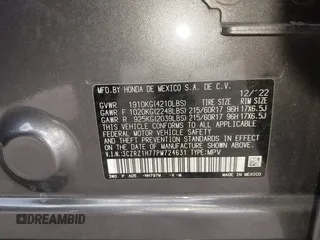 MFD. BY HONDA DE MEXICO S.A. DE C.V.
12/'22
GVWR 1910KG(4210LBS) TIRE SIZE RIM SIZE
GAWR F 1020KG(2248LBS) 215/60R17 96H 17X6.5J
GAWR R 925KG(2039LBS) 215/60R17 96H 17X6.5J
THIS VEHICLE CONFORMS TO ALL APPLICABLE
FEDERAL MOTOR VEHICLE SAFETY AND THEFT
PREVENTION STANDARDS IN EFFECT ON THE DATE
OF MANUFACTURE SHOWN ABOVE.
V.I.N:3CZRZ1H77PM724631 TYPE:MPV
MADE IN MEXICO
DREAMBID